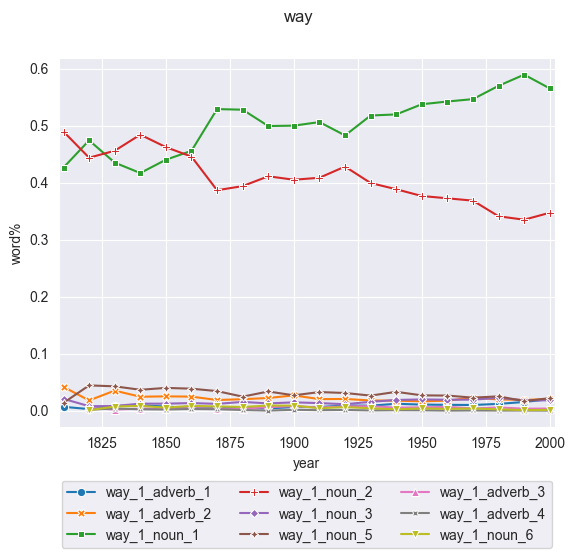 way
0.6
0.5
0.4
0.3
0.2
0.1
0.0
word%
1825 1850 1875 1900 1925 1950 1975 2000
year
way_1_adverb_1 way_1_noun_2 way_1_adverb_3
way_1_adverb_2 way_1_noun_3 way_1_adverb_4
way_1_noun_1 way_1_noun_5 way_1_noun_6